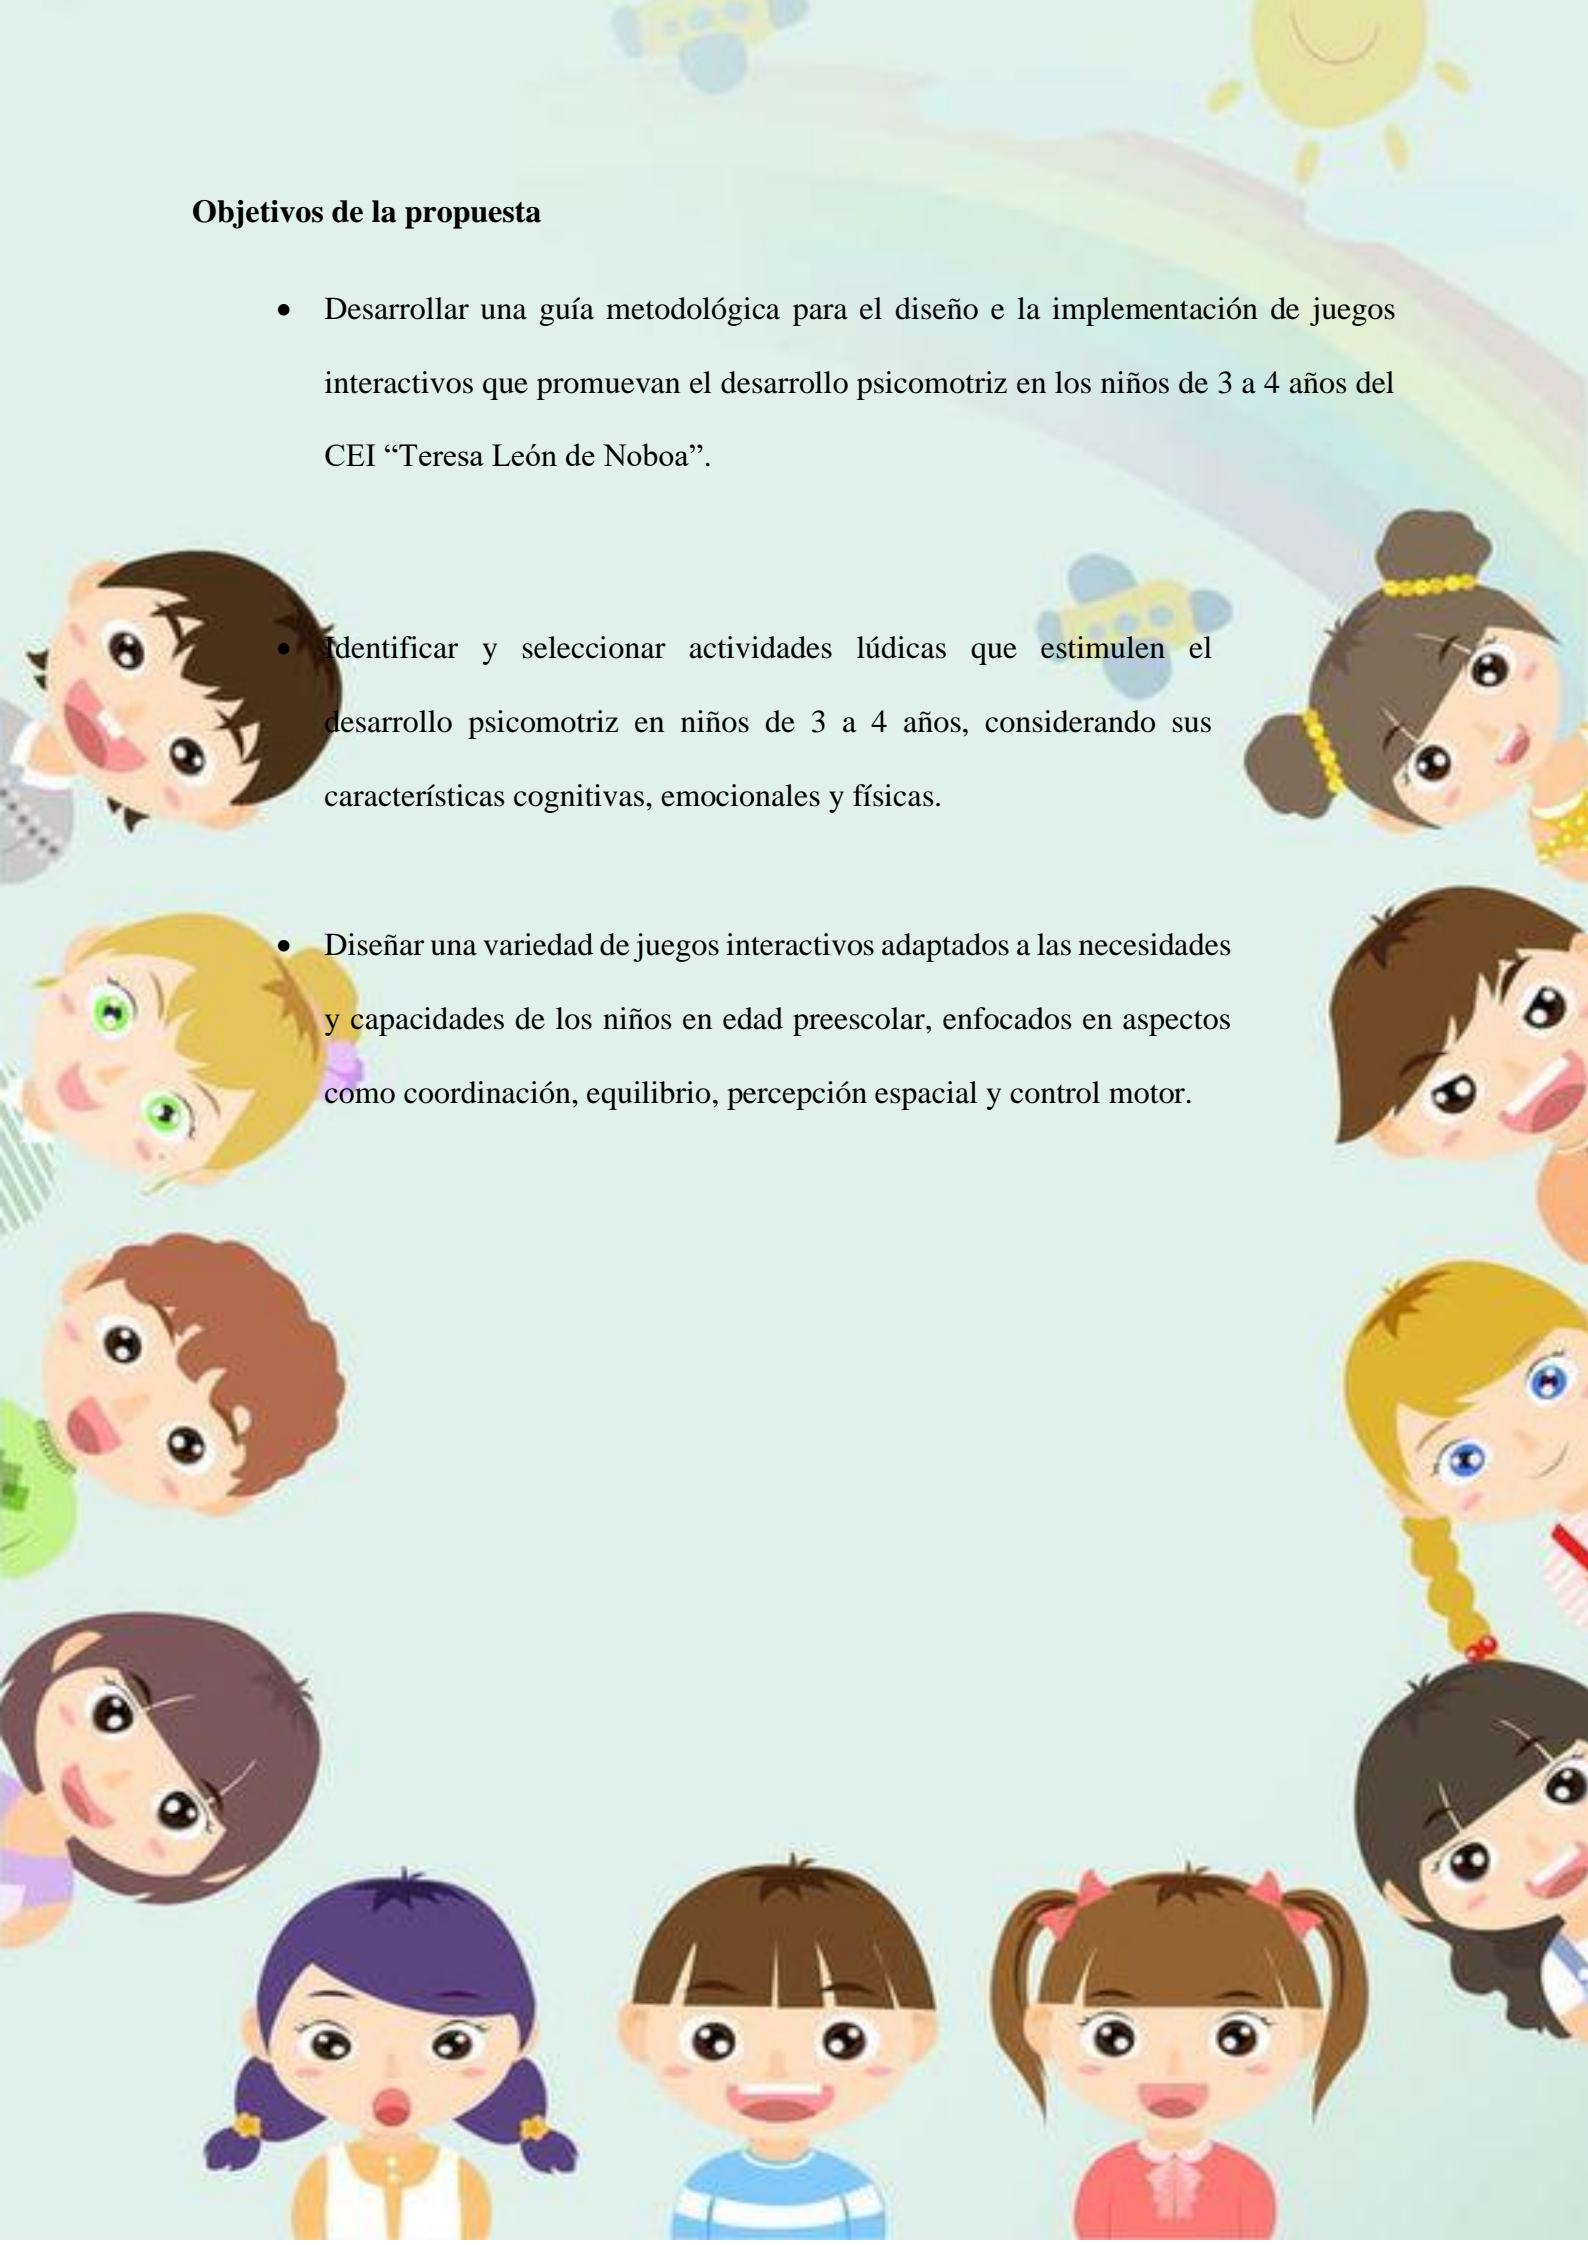 Objetivos de la propuesta
• Desarrollar una guía metodológica para el diseño e la implementación de juegos
interactivos que promuevan el desarrollo psicomotriz en los niños de 3 a 4 años del
CEI “Teresa León de Noboa”.
• Identificar y seleccionar actividades lúdicas que estimulen el
desarrollo psicomotriz en niños de 3 a 4 años, considerando sus
características cognitivas, emocionales y físicas.
• Diseñar una variedad de juegos interactivos adaptados a las necesidades
y capacidades de los niños en edad preescolar, enfocados en aspectos
como coordinación, equilibrio, percepción espacial y control motor.